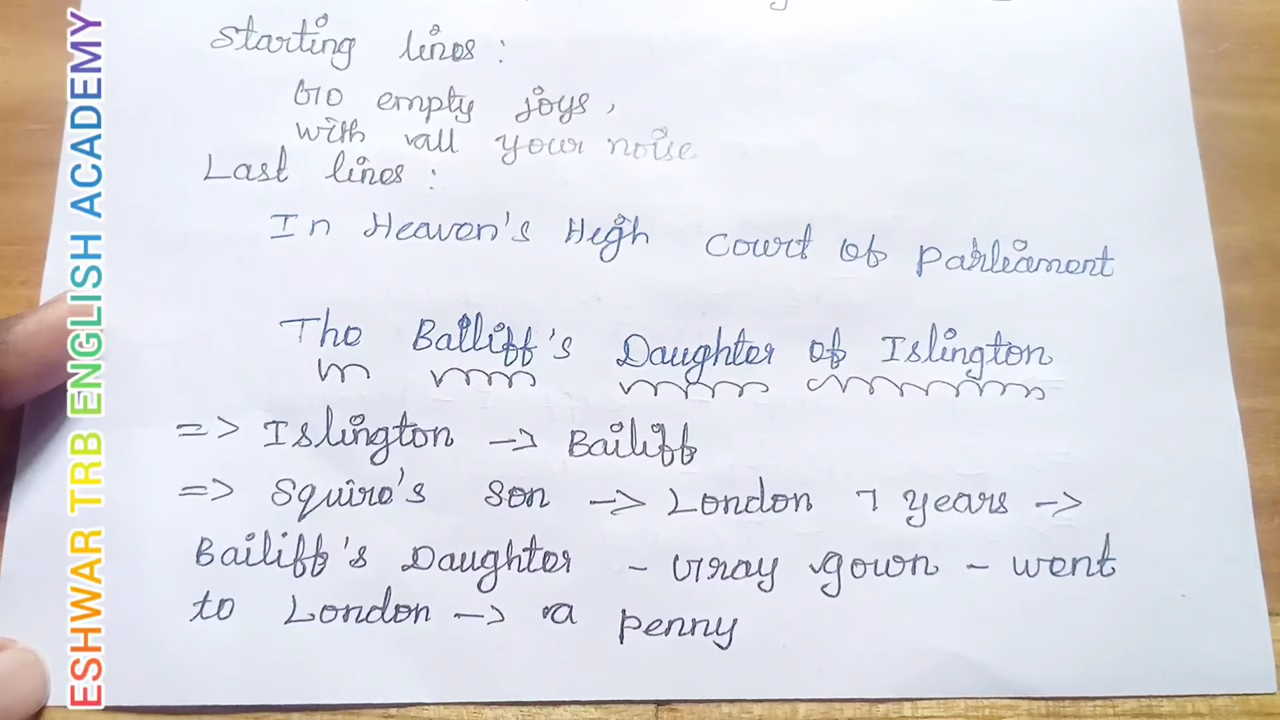 Starting lines :
Go empty joys,
with all your noise
Last lines :
In Heaven's High Court of Parliament
The Bailiff's Daughter of Islington
=> Islington -> Bailiff
=> Squire's Son -> London 7 years ->
Bailiff's Daughter - Gray gown - went
to London -> a penny
ESHWAR TRB ENGLISH ACADEMY